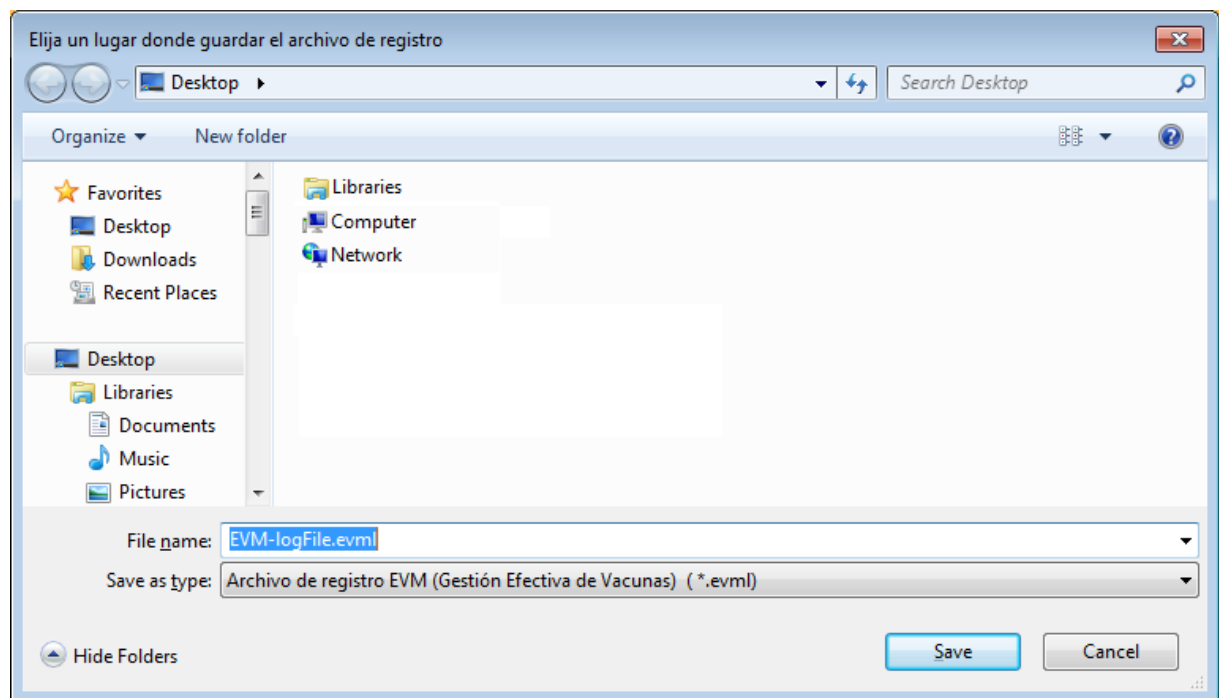 Elija un lugar donde guardar el archivo de registro
Desktop
Search Desktop
Organize
New folder
Favorites
Desktop
Downloads
Recent Places
Desktop
Libraries
Documents
Music
Pictures
Libraries
Computer
Network
File name: EVM-logFile.evml
Save as type: Archivo de registro EVM (Gestión Efectiva de Vacunas) (*.evml)
Hide Folders
Save
Cancel